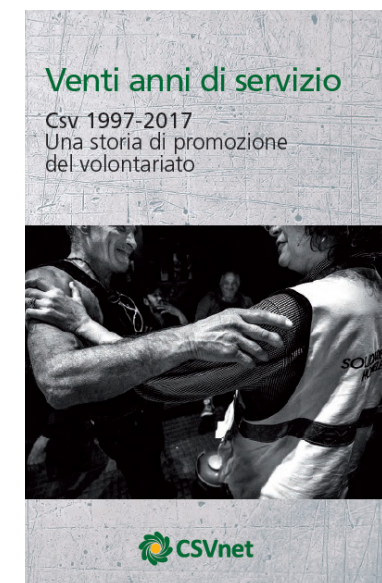 Venti anni di servizio
Csv 1997-2017
Una storia di promozione
del volontariato
CSVnet